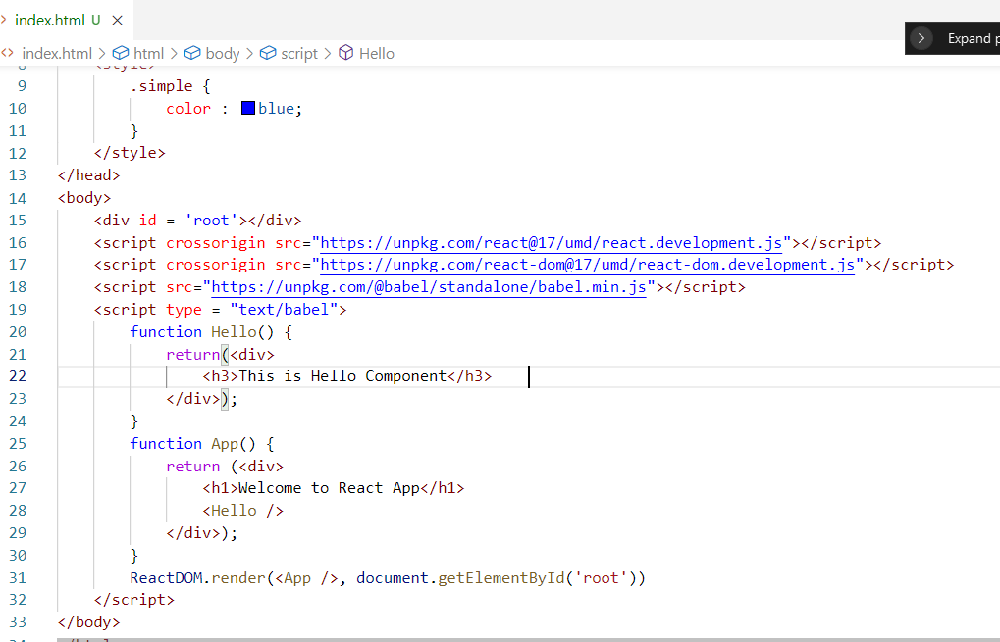 index.html U ×
index.html > html > body > script > Hello
Expand
9 .simple {
10 color : blue;
11 }
12 </style>
13 </head>
14 <body>
15 <div id = 'root'></div>
16 <script crossorigin src="https://unpkg.com/react@17/umd/react.development.js"></script>
17 <script crossorigin src="https://unpkg.com/react-dom@17/umd/react-dom.development.js"></script>
18 <script src="https://unpkg.com/@babel/standalone/babel.min.js"></script>
19 <script type = "text/babel">
20 function Hello() {
21 return(<div>
22 <h3>This is Hello Component</h3>
23 </div>);
24 }
25 function App() {
26 return (<div>
27 <h1>Welcome to React App</h1>
28 <Hello />
29 </div>);
30 }
31 ReactDOM.render(<App />, document.getElementById('root'))
32 </script>
33 </body>